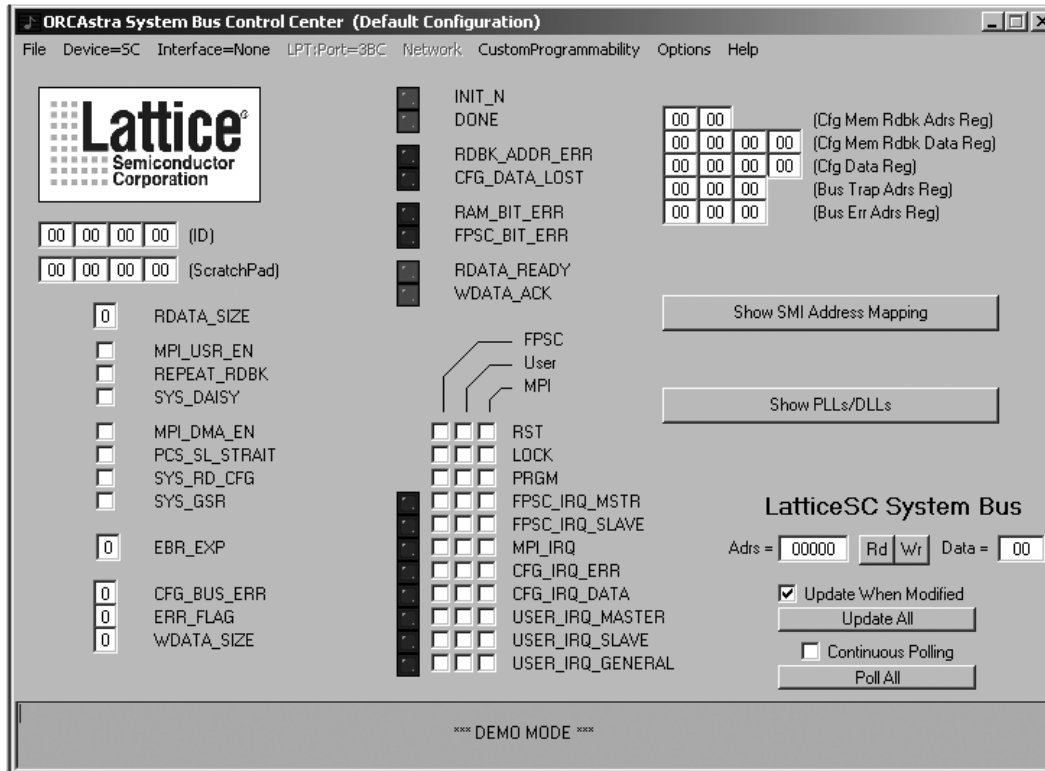 ORCAstra System Bus Control Center (Default Configuration)
File Device=SC Interface=None LPT:Port=3BC Network CustomProgrammability Options Help
Lattice®
Semiconductor
Corporation
00 00 00 00 (ID)
00 00 00 00 (ScratchPad)
0 RDATA_SIZE
MPI_USR_EN
REPEAT_RDBK
SYS_DAISY
MPI_DMA_EN
PCS_SL_STRAIT
SYS_RD_CFG
SYS_GSR
0 EBR_EXP
0 CFG_BUS_ERR
0 ERR_FLAG
0 WDATA_SIZE
INIT_N
DONE
RDBK_ADDR_ERR
CFG_DATA_LOST
RAM_BIT_ERR
FPSC_BIT_ERR
RDATA_READY
WDATA_ACK
FPSC
User
MPI
RST
LOCK
PRGM
FPSC_IRQ_MSTR
FPSC_IRQ_SLAVE
MPI_IRQ
CFG_IRQ_ERR
CFG_IRQ_DATA
USER_IRQ_MASTER
USER_IRQ_SLAVE
USER_IRQ_GENERAL
00 00 (Cfg Mem Rdbk Adrs Reg)
00 00 00 00 (Cfg Mem Rdbk Data Reg)
00 00 00 00 (Cfg Data Reg)
00 00 00 (Bus Trap Adrs Reg)
00 00 00 (Bus Err Adrs Reg)
Show SMI Address Mapping
Show PLLs/DLLs
LatticeSC System Bus
Adrs = 00000 Rd Wr Data = 00
Update When Modified
Update All
Continuous Polling
Poll All
*** DEMO MODE ***